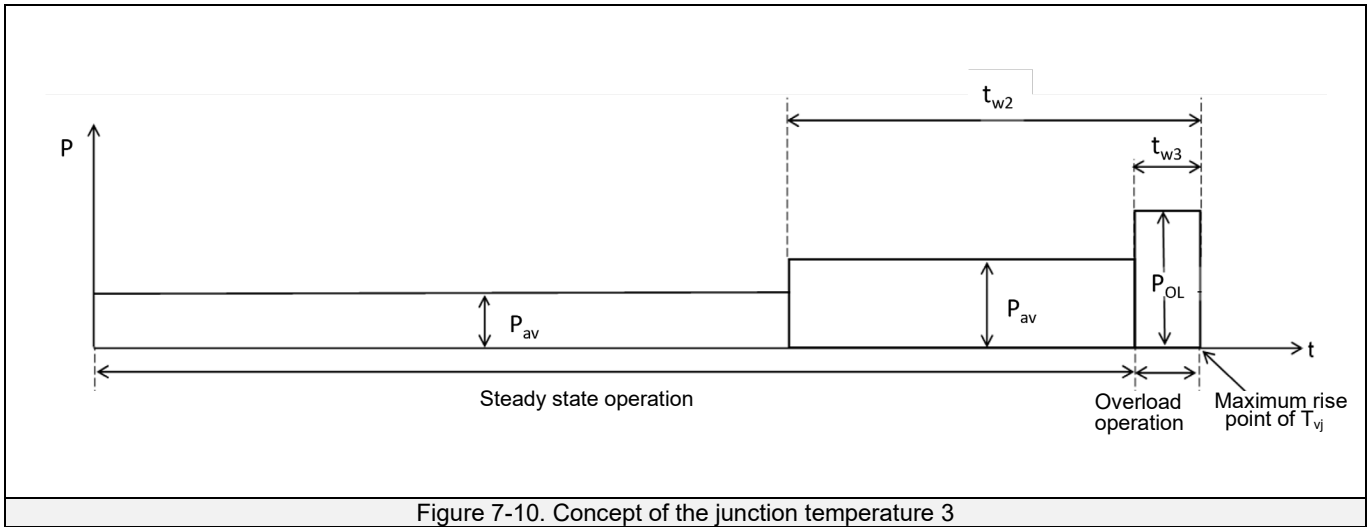 t_w2
P
t_w3
P_OL
P_av
P_av
t
Steady state operation
Overload
operation
Maximum rise
point of T_vj
Figure 7-10. Concept of the junction temperature 3